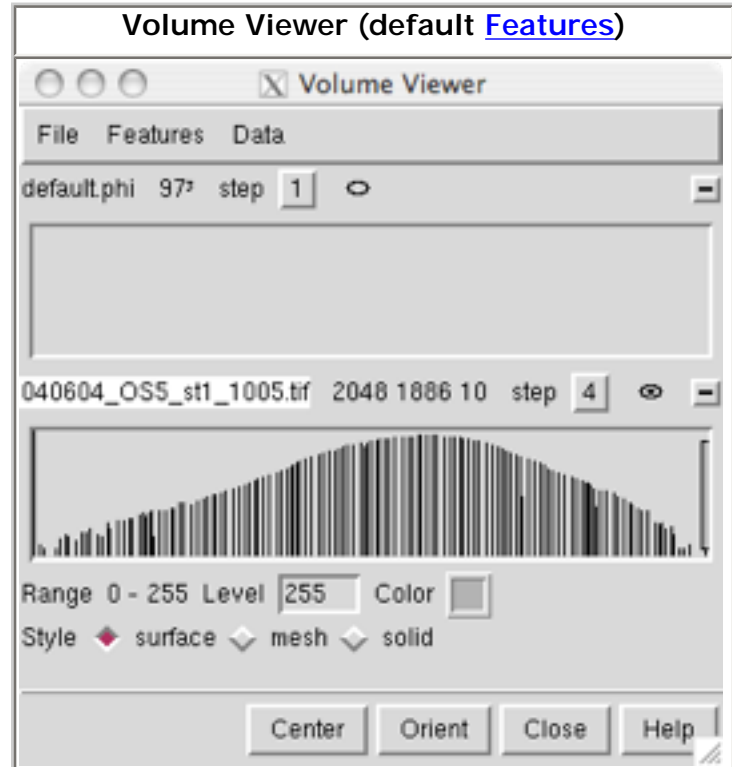 Volume Viewer (default Features)
X Volume Viewer
File Features Data
default.phi 97³ step 1
040604_OS5_st1_1005.tif 2048 1886 10 step 4
Range 0 - 255 Level 255 Color
Style surface mesh solid
Center Orient Close Help